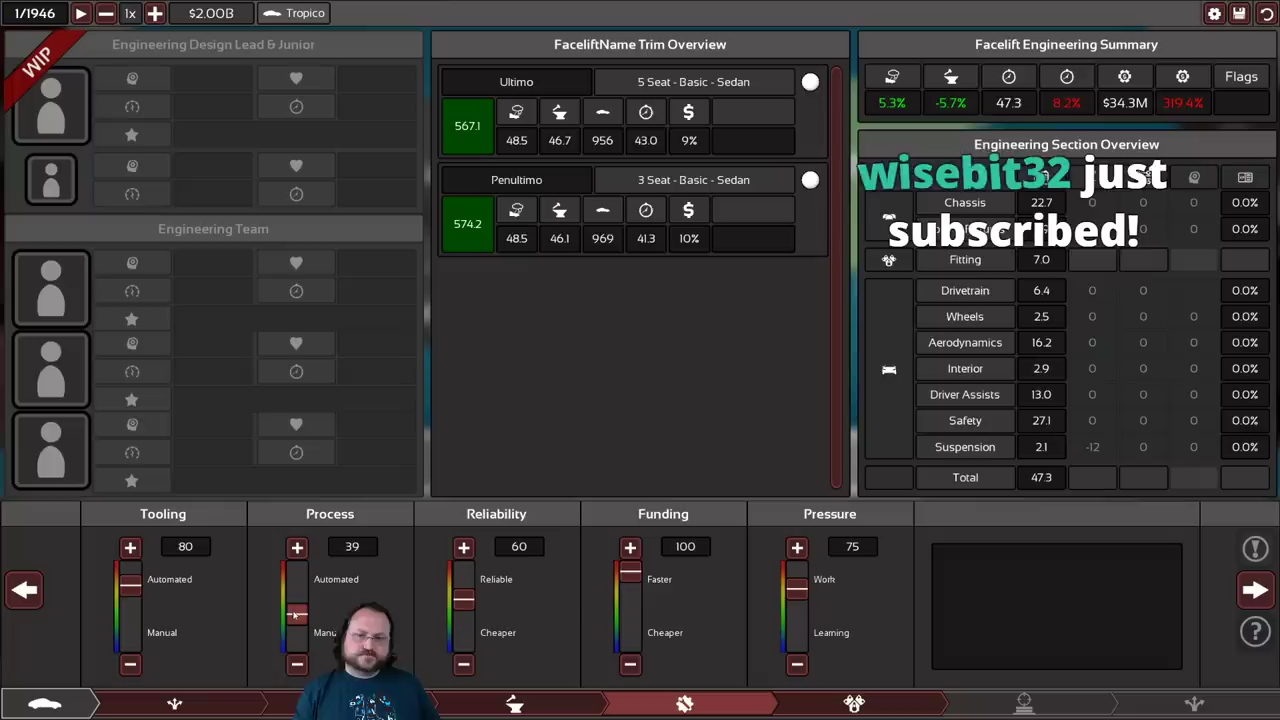 1/1946
1x
$2.00B
Tropico
WIP
Engineering Design Lead & Junior
Engineering Team
FaceliftName Trim Overview
Ultimo
5 Seat - Basic - Sedan
567.1
48.5
46.7
956
43.0
$
9%
Penultimo
3 Seat - Basic - Sedan
574.2
48.5
46.1
969
41.3
$
10%
Facelift Engineering Summary
Flags
5.3%
-5.7%
47.3
8.2%
$34.3M
319.4%
Engineering Section Overview
wisebit32 just
subscribed!
Chassis 22.7 0 0 0 0.0%
Fitting 7.0
Drivetrain 6.4 0 0 0 0.0%
Wheels 2.5 0 0 0 0.0%
Aerodynamics 16.2 0 0 0 0.0%
Interior 2.9 0 0 0 0.0%
Driver Assists 13.0 0 0 0 0.0%
Safety 27.1 0 0 0 0.0%
Suspension 2.1 -12 0 0 0.0%
Total 47.3
Tooling
80
Automated
Manual
Process
39
Automated
Reliability
60
Reliable
Cheaper
Funding
100
Faster
Cheaper
Pressure
75
Work
Learning